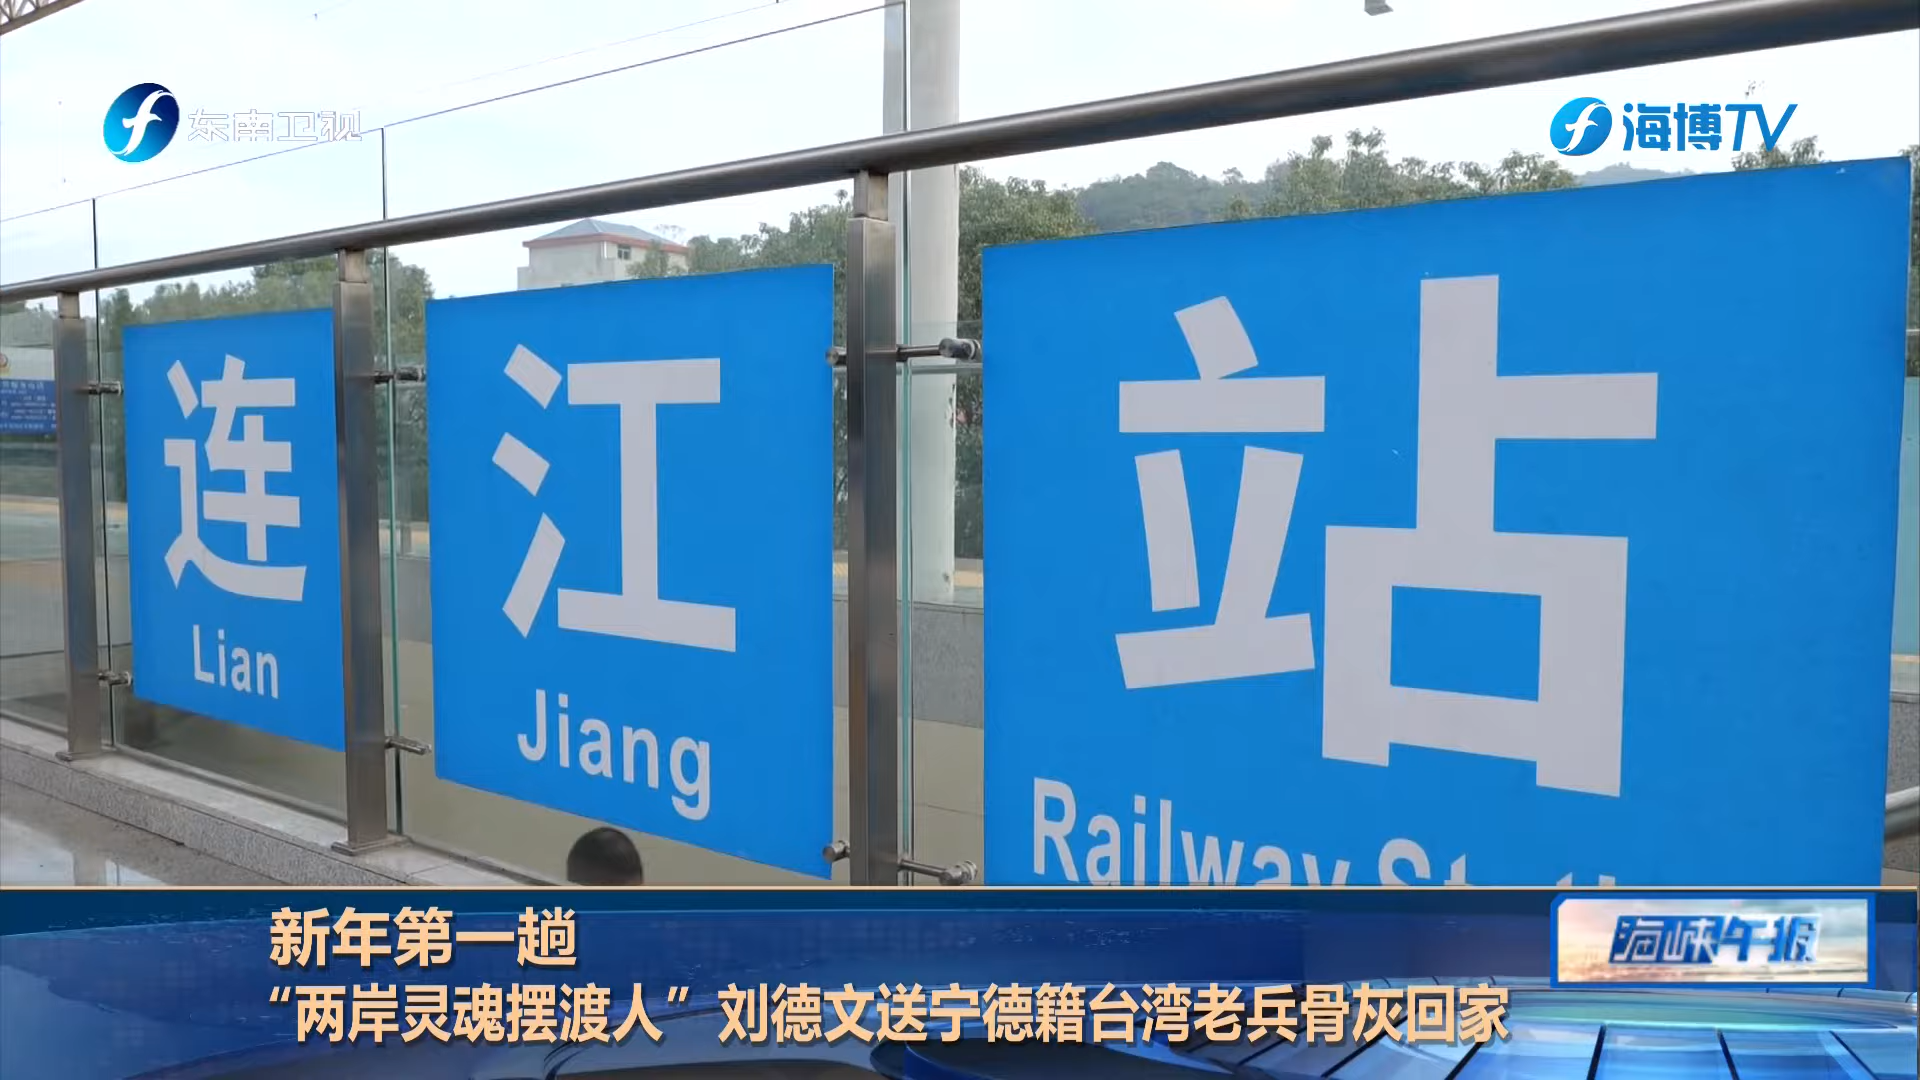 东南卫视
海博TV
连
江
站
Lian
Jiang
Railway Stati
新年第一趟
海峡午报
“两岸灵魂摆渡人” 刘德文送宁德籍台湾老兵骨灰回家